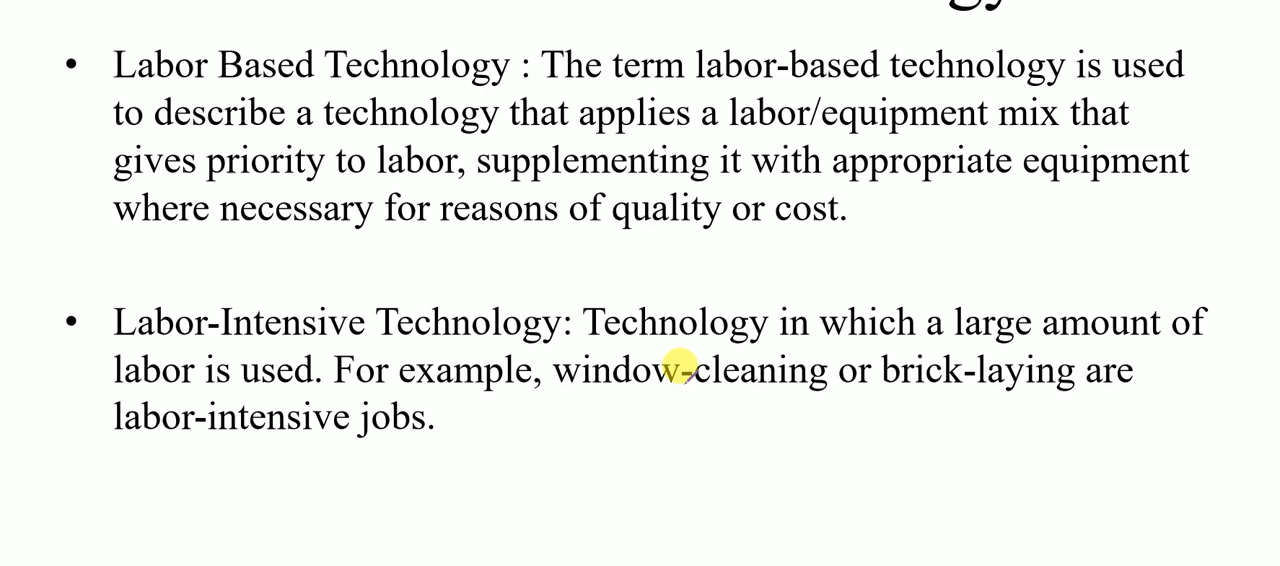 • Labor Based Technology : The term labor-based technology is used
to describe a technology that applies a labor/equipment mix that
gives priority to labor, supplementing it with appropriate equipment
where necessary for reasons of quality or cost.
• Labor-Intensive Technology: Technology in which a large amount of
labor is used. For example, window-cleaning or brick-laying are
labor-intensive jobs.